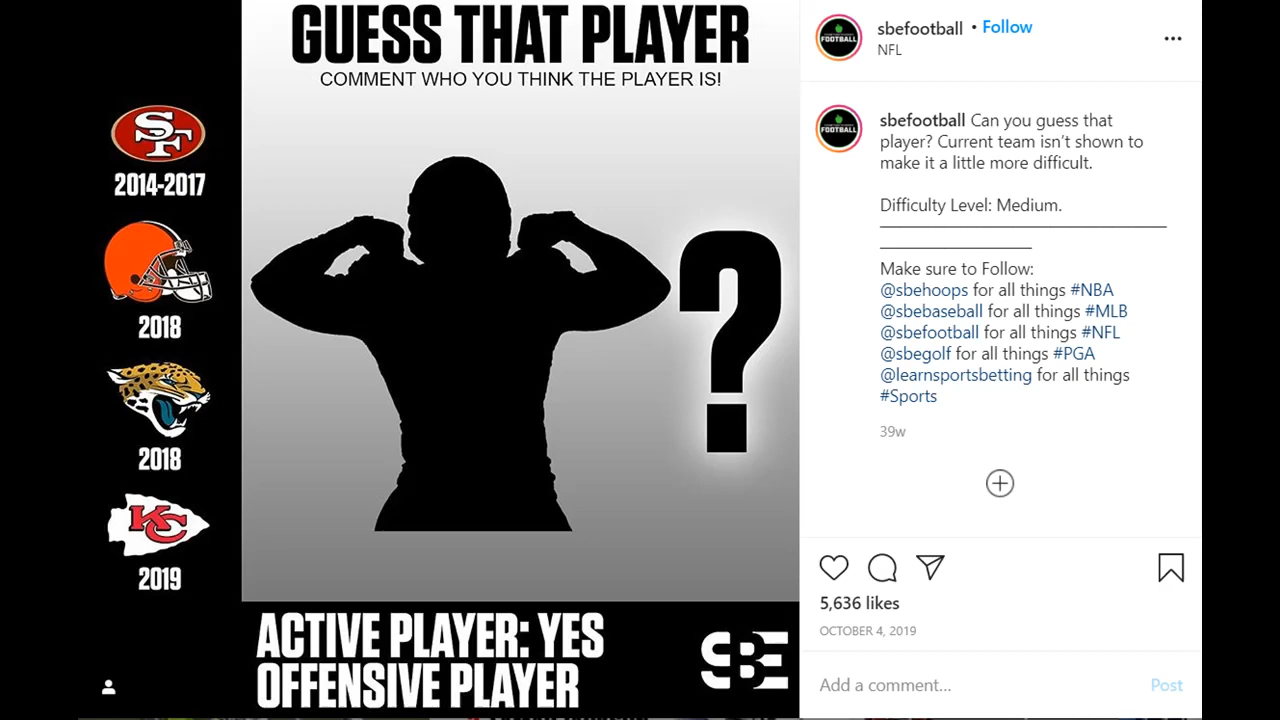 GUESS THAT PLAYER
COMMENT WHO YOU THINK THE PLAYER IS!
SF
2014-2017
2018
2018
KC
2019
?
ACTIVE PLAYER: YES
OFFENSIVE PLAYER
SBE
FOOTBALL
sbefootball • Follow
NFL
FOOTBALL
sbefootball Can you guess that
player? Current team isn’t shown to
make it a little more difficult.
Difficulty Level: Medium.
Make sure to Follow:
@sbehoops for all things #NBA
@sbebaseball for all things #MLB
@sbefootball for all things #NFL
@sbegolf for all things #PGA
@learnsportsbetting for all things
#Sports
39w
5,636 likes
OCTOBER 4, 2019
Add a comment...
Post